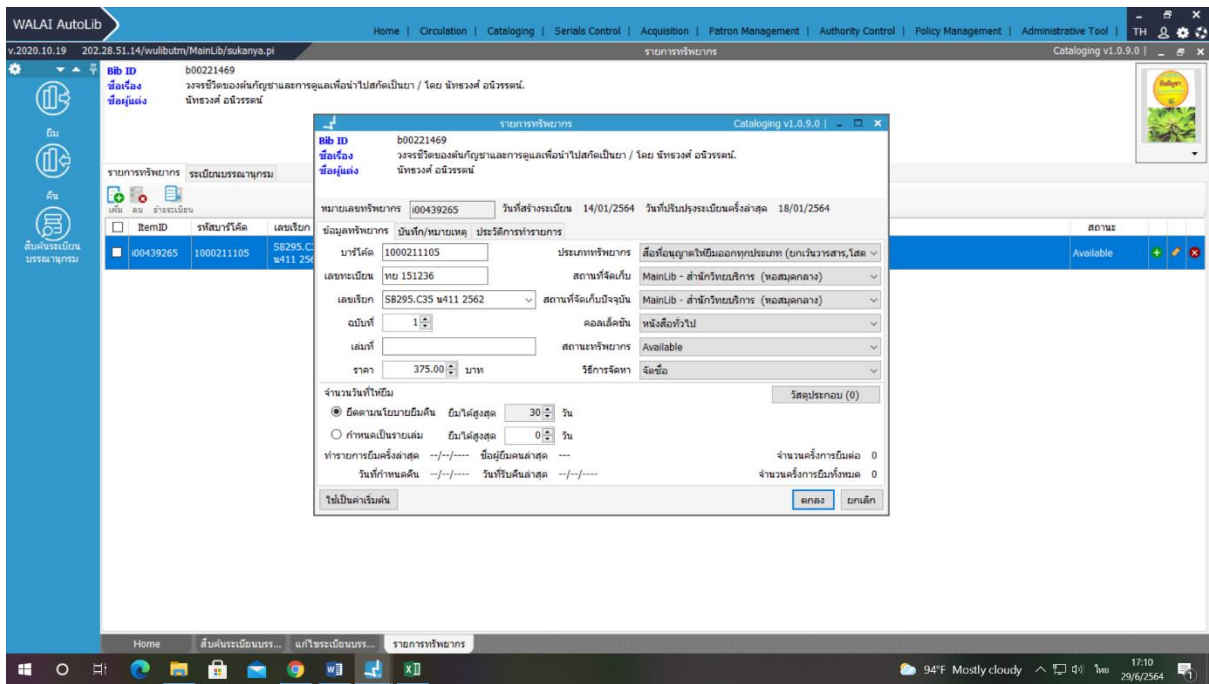 WALAI AutoLib
Home | Circulation | Cataloging | Serials Control | Acquisition | Patron Management | Authority Control | Policy Management | Administrative Tool | TH
v.2020.10.19 202.28.51.14/wulibutm/MainLib/sukanya.pi รายการทรัพยากร Cataloging v1.0.9.0 |
Bib ID b00221469
ชื่อเรื่อง วงจรชีวิตของต้นกัญชาและการดูแลเพื่อนำไปสกัดเป็นยา / โดย นัทธวงศ์ อนิวรรตน์.
ชื่อผู้แต่ง นัทธวงศ์ อนิวรรตน์
ยืม
คืน
สืบค้นระเบียน
บรรณานุกรม
รายการทรัพยากร ระเบียนบรรณานุกรม
เพิ่ม ลบ ย้ายระเบียน
ItemID รหัสบาร์โค้ด เลขเรียก สถานะ
i00439265 1000211105 SB295.C น411 256 Available
รายการทรัพยากร Cataloging v1.0.9.0 |
Bib ID b00221469
ชื่อเรื่อง วงจรชีวิตของต้นกัญชาและการดูแลเพื่อนำไปสกัดเป็นยา / โดย นัทธวงศ์ อนิวรรตน์.
ชื่อผู้แต่ง นัทธวงศ์ อนิวรรตน์
หมายเลขทรัพยากร i00439265 วันที่สร้างระเบียน 14/01/2564 วันที่ปรับปรุงระเบียนครั้งล่าสุด 18/01/2564
ข้อมูลทรัพยากร บันทึก/หมายเหตุ ประวัติการทำรายการ
บาร์โค้ด 1000211105 ประเภททรัพยากร สื่อที่อนุญาตให้ยืมออกทุกประเภท (ยกเว้นวารสาร,โสต
เลขทะเบียน ทย 151236 สถานที่จัดเก็บ MainLib - สำนักวิทยบริการ (หอสมุดกลาง)
เลขเรียก SB295.C35 น411 2562 สถานที่จัดเก็บปัจจุบัน MainLib - สำนักวิทยบริการ (หอสมุดกลาง)
ฉบับที่ 1 คอลเล็คชัน หนังสือทั่วไป
เล่มที่ สถานะทรัพยากร Available
ราคา 375.00 บาท วิธีการจัดหา จัดซื้อ
จำนวนวันที่ให้ยืม วัสดุประกอบ (0)
ยึดตามนโยบายยืมคืน ยืมได้สูงสุด 30 วัน
กำหนดเป็นรายเล่ม ยืมได้สูงสุด 0 วัน
ทำรายการยืมครั้งล่าสุด --/--/---- ชื่อผู้ยืมคนล่าสุด --- จำนวนครั้งการยืมต่อ 0
วันที่กำหนดคืน --/--/---- วันที่รับคืนล่าสุด --/--/---- จำนวนครั้งการยืมทั้งหมด 0
ใช้เป็นค่าเริ่มต้น ตกลง ยกเลิก
Home สืบค้นระเบียนบรร... แก้ไขระเบียนบรร... รายการทรัพยากร
94°F Mostly cloudy ไทย 17:10
29/6/2564